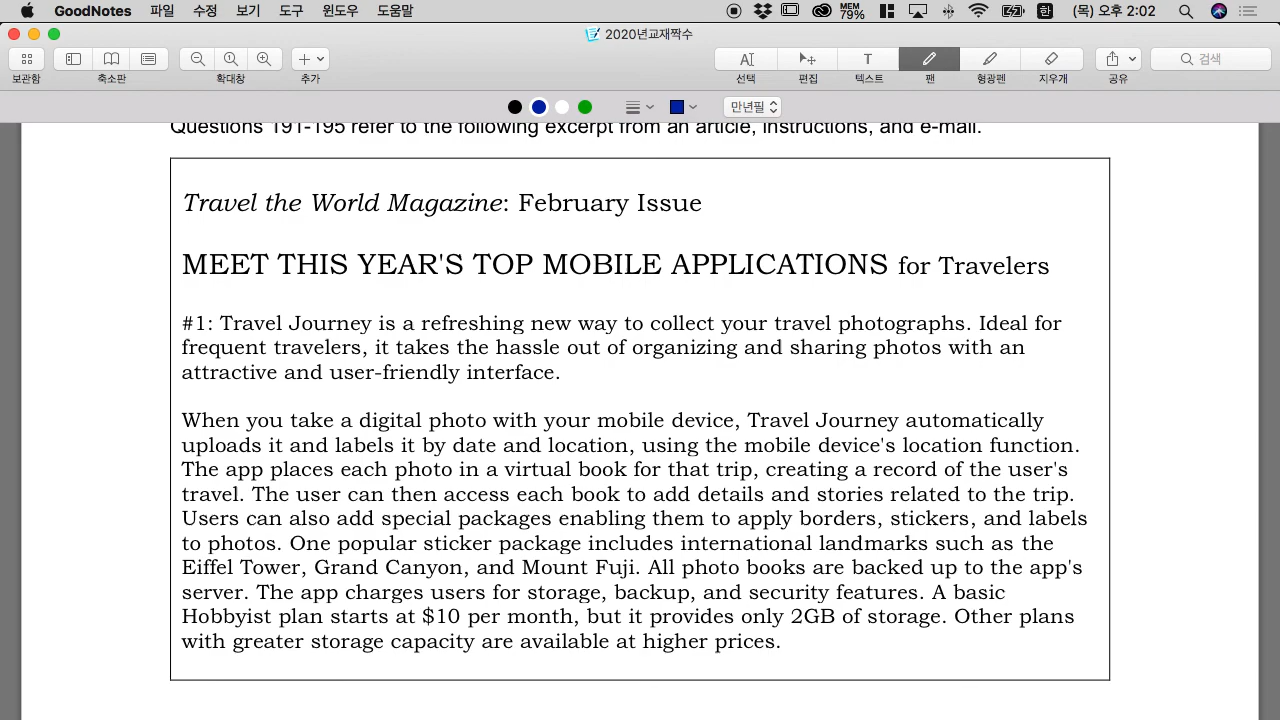 GoodNotes 파일 수정 보기 도구 윈도우 도움말 MEM 79% 한 (목) 오후 2:02
2020년교재짝수
보관함 축소판 확대창 추가 선택 편집 텍스트 펜 형광펜 지우개 공유 검색
만년필
Questions 191-195 refer to the following excerpt from an article, instructions, and e-mail.
Travel the World Magazine: February Issue
MEET THIS YEAR'S TOP MOBILE APPLICATIONS for Travelers
#1: Travel Journey is a refreshing new way to collect your travel photographs. Ideal for
frequent travelers, it takes the hassle out of organizing and sharing photos with an
attractive and user-friendly interface.
When you take a digital photo with your mobile device, Travel Journey automatically
uploads it and labels it by date and location, using the mobile device's location function.
The app places each photo in a virtual book for that trip, creating a record of the user's
travel. The user can then access each book to add details and stories related to the trip.
Users can also add special packages enabling them to apply borders, stickers, and labels
to photos. One popular sticker package includes international landmarks such as the
Eiffel Tower, Grand Canyon, and Mount Fuji. All photo books are backed up to the app's
server. The app charges users for storage, backup, and security features. A basic
Hobbyist plan starts at $10 per month, but it provides only 2GB of storage. Other plans
with greater storage capacity are available at higher prices.